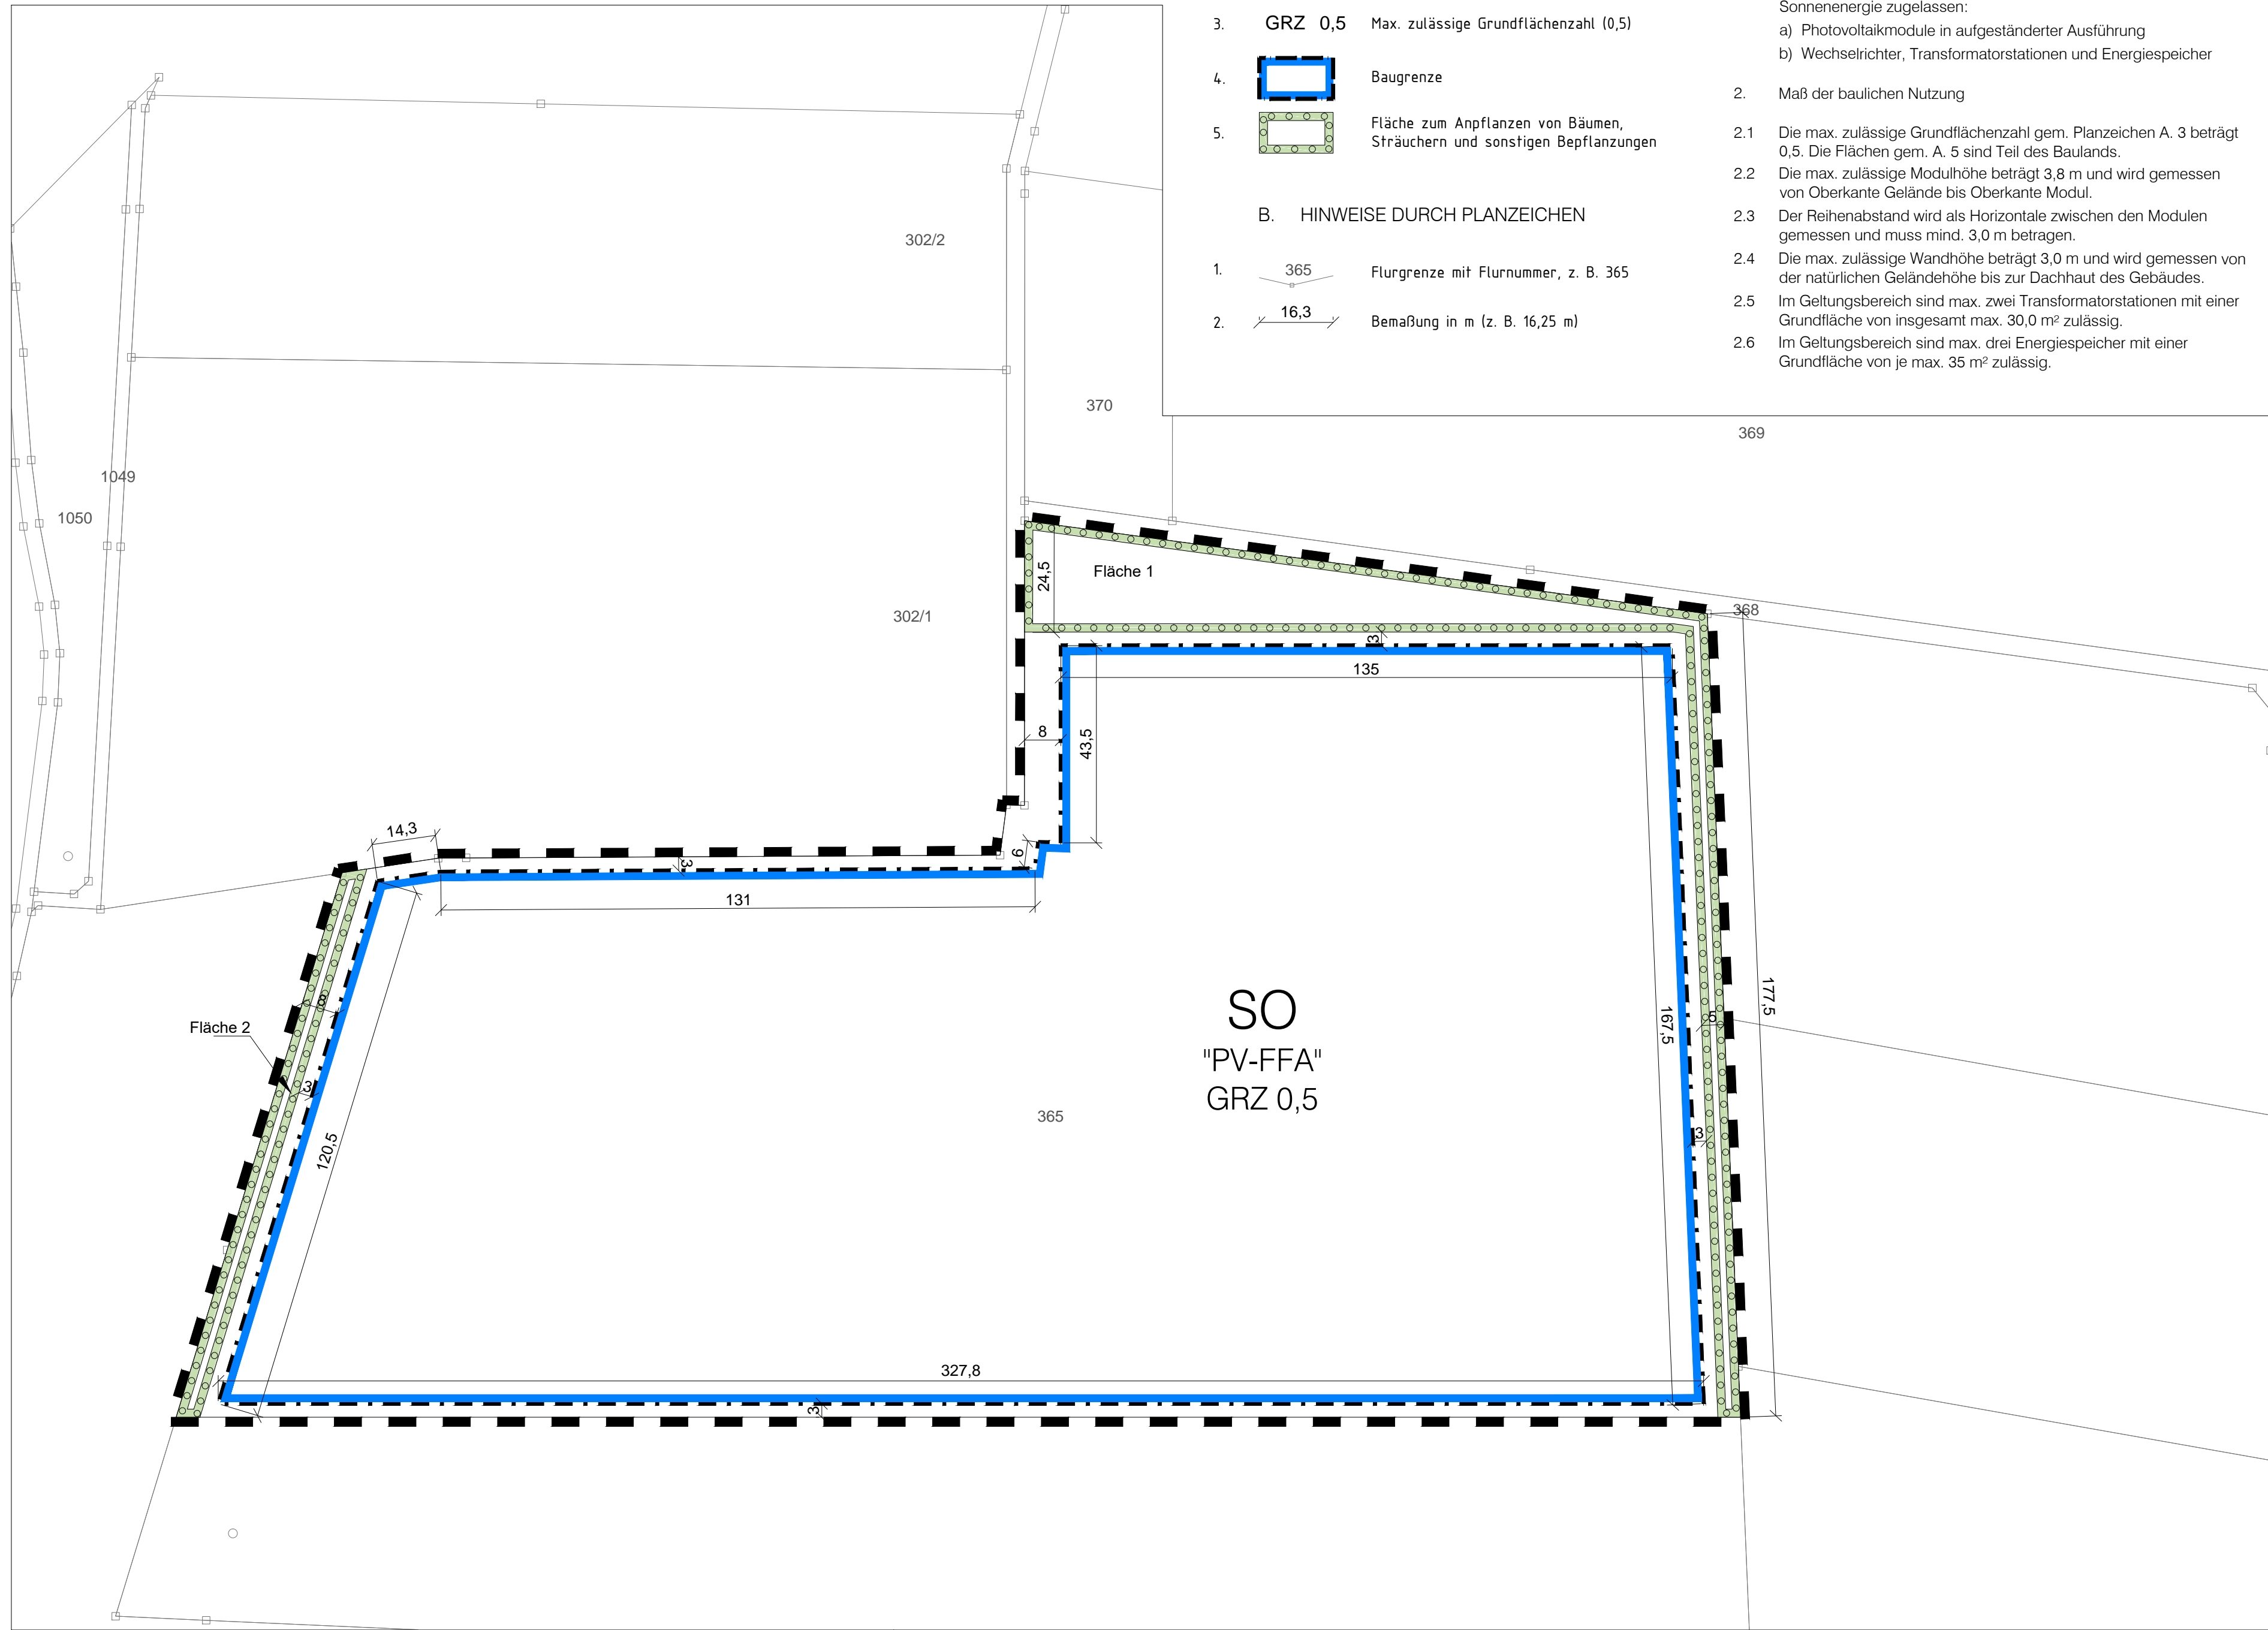 3. GRZ 0,5 Max. zulässige Grundflächenzahl (0,5)
4. Baugrenze
5. Fläche zum Anpflanzen von Bäumen,
Sträuchern und sonstigen Bepflanzungen
B. HINWEISE DURCH PLANZEICHEN
1. 365 Flurgrenze mit Flurnummer, z. B. 365
2. 16,3 Bemaßung in m (z. B. 16,25 m)
Sonnenenergie zugelassen:
a) Photovoltaikmodule in aufgeständerter Ausführung
b) Wechselrichter, Transformatorstationen und Energiespeicher
2. Maß der baulichen Nutzung
2.1 Die max. zulässige Grundflächenzahl gem. Planzeichen A. 3 beträgt
0,5. Die Flächen gem. A. 5 sind Teil des Baulands.
2.2 Die max. zulässige Modulhöhe beträgt 3,8 m und wird gemessen
von Oberkante Gelände bis Oberkante Modul.
2.3 Der Reihenabstand wird als Horizontale zwischen den Modulen
gemessen und muss mind. 3,0 m betragen.
2.4 Die max. zulässige Wandhöhe beträgt 3,0 m und wird gemessen von
der natürlichen Geländehöhe bis zur Dachhaut des Gebäudes.
2.5 Im Geltungsbereich sind max. zwei Transformatorstationen mit einer
Grundfläche von insgesamt max. 30,0 m² zulässig.
2.6 Im Geltungsbereich sind max. drei Energiespeicher mit einer
Grundfläche von je max. 35 m² zulässig.
302/2
370
369
1049
1050
24,5
Fläche 1
302/1
368
3
135
8
43,5
14,3
3
6
131
8
Fläche 2
SO
"PV-FFA"
GRZ 0,5
177,5
167,5
5
3
365
3
120,5
327,8
3